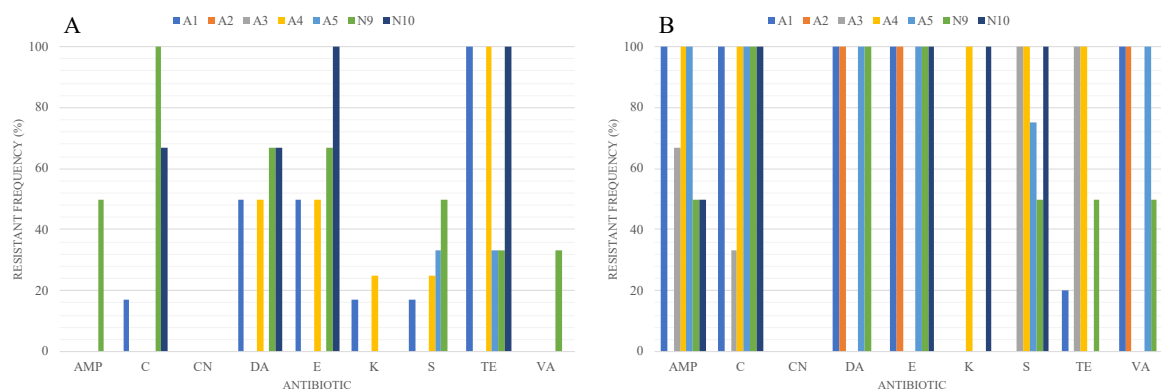 A
A1 A2 A3 A4 A5 N9 N10
RESISTANT FREQUENCY (%)
100
80
60
40
20
0
AMP C CN DA E K S TE VA
ANTIBIOTIC
B
A1 A2 A3 A4 A5 N9 N10
RESISTANT FREQUENCY (%)
100
80
60
40
20
0
AMP C CN DA E K S TE VA
ANTIBIOTIC